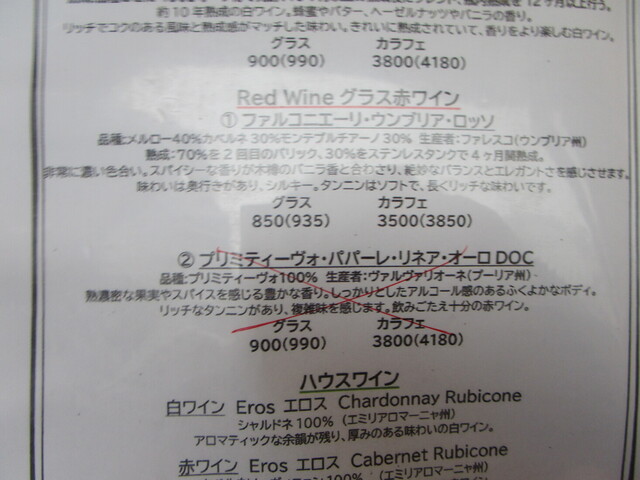 約10年熟成の白ワイン。蜂蜜やバター、ヘーゼルナッツやバニラの香り。
リッチでコクのある風味と熟成感がマッチした味わい。きれいに熟成されていて、香りをより楽しむ白ワイン。
グラス カラフェ
900(990) 3800(4180)
Red Wine グラス赤ワイン
① ファルコニエーリ・ウンブリア・ロッソ
品種:メルロー40%カベルネ30%モンテプルチアーノ30% 生産者:ファレスコ(ウンブリア州)
熟成:70%を2回目のバリック、30%をステンレスタンクで4ヶ月間熟成。
非常に濃い色合い。スパイシーな香りが木樽のバニラ香と合わさり、絶妙なバランスとエレガントさを感じさせます。
味わいは奥行きがあり、シルキー。タンニンはソフトで、長くリッチな味わいです。
グラス カラフェ
850(935) 3500(3850)
② プリミティーヴォ・パパーレ・リネア・オーロDOC
品種:プリミティーヴォ100% 生産者:ヴァルヴァリオーネ(プーリア州)
熟濃密な果実やスパイスを感じる豊かな香り。しっかりとしたアルコール感のあるふくよかなボディ。
リッチなタンニンがあり、複雑味を感じます。飲みごたえ十分の赤ワイン。
グラス カラフェ
900(990) 3800(4180)
ハウスワイン
白ワイン Eros エロス Chardonnay Rubicone
シャルドネ100% (エミリアロマーニャ州)
アロマティックな余韻が残り、厚みのある味わいの白ワイン。
赤ワイン Eros エロス Cabernet Rubicone
(エミリアロマーニャ州)